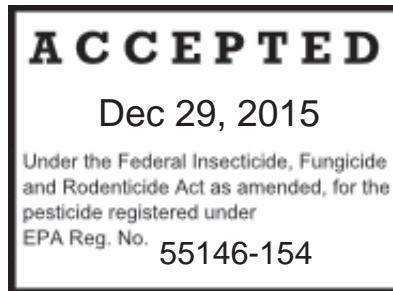 ACCEPTED
Dec 29, 2015
Under the Federal Insecticide, Fungicide
and Rodenticide Act as amended, for the
pesticide registered under
EPA Reg. No. 55146-154